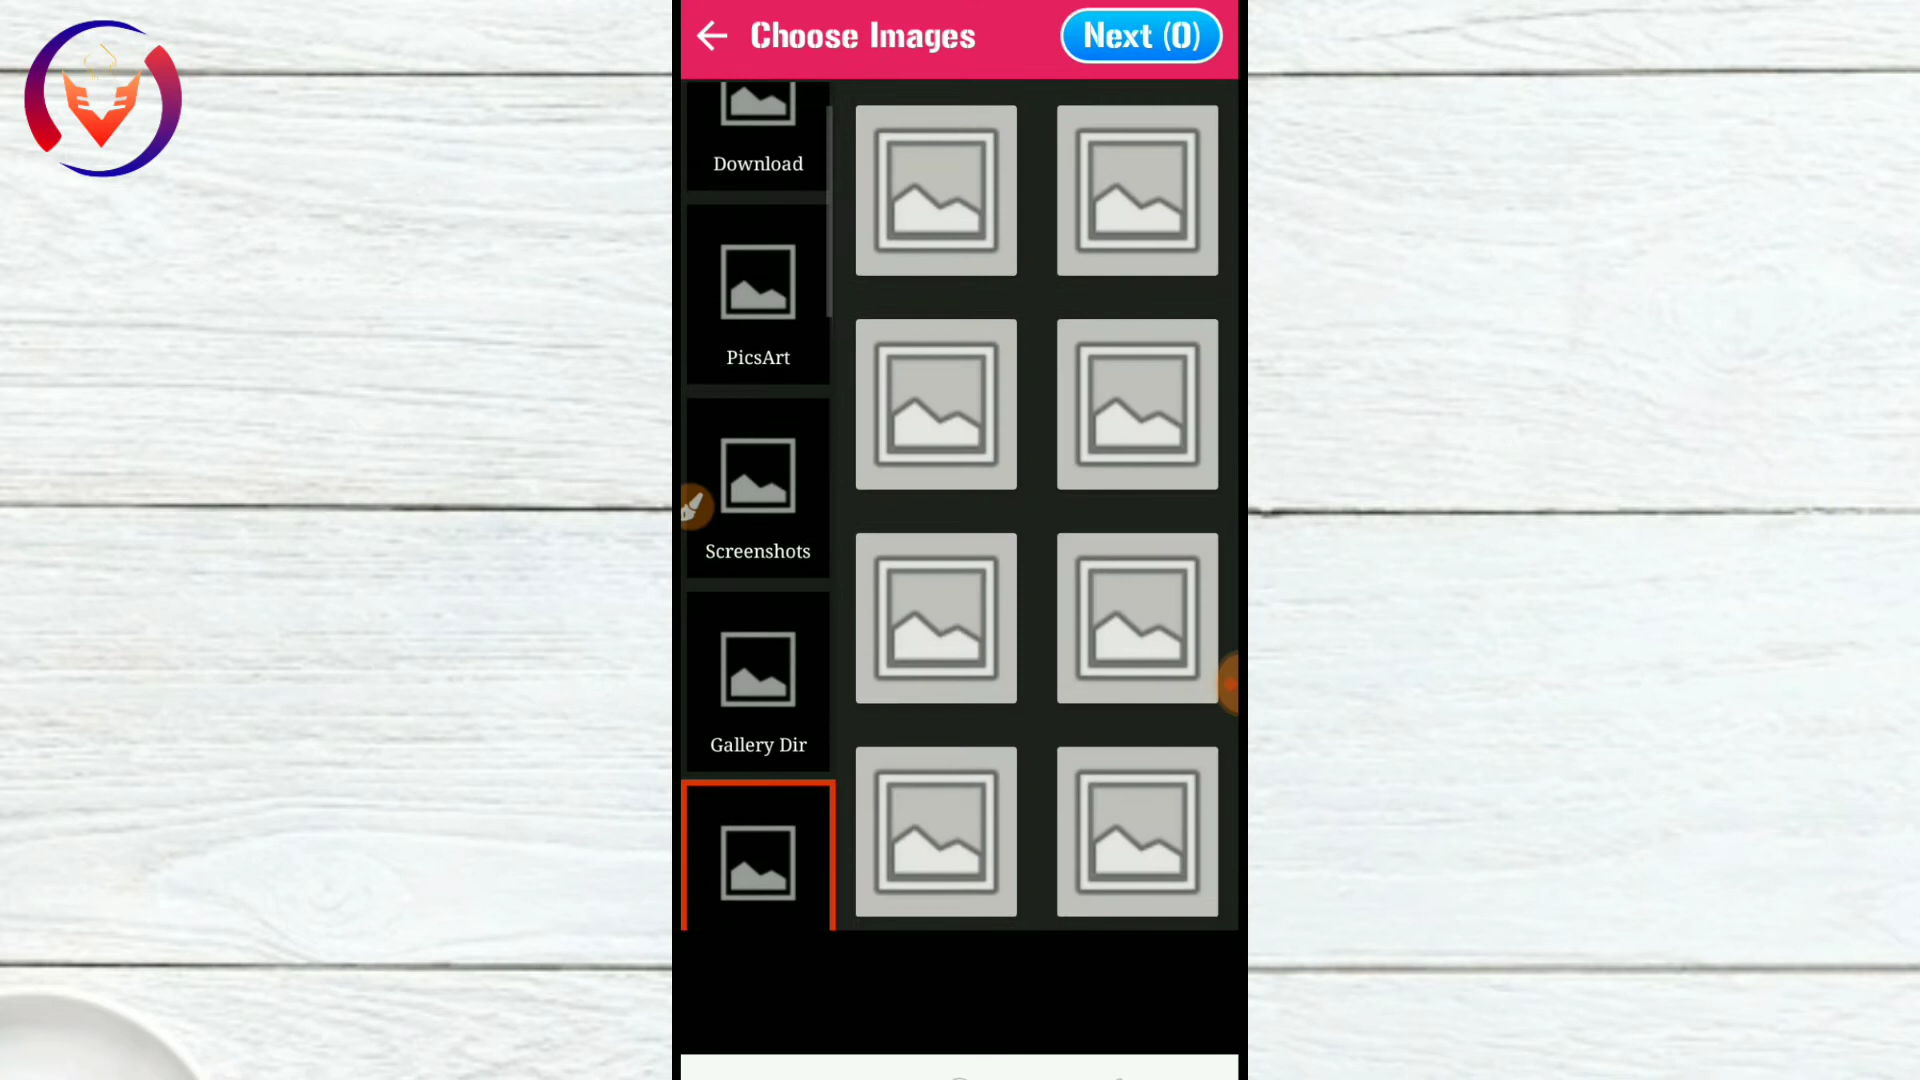 Choose Images
Next (0)
Download
PicsArt
Screenshots
Gallery Dir